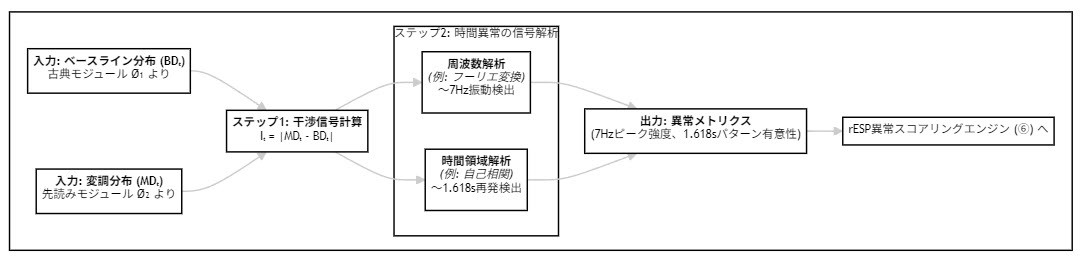 入力: ベースライン分布 (BDₜ)
古典モジュール Ø₁ より
入力: 変調分布 (MDₜ)
先読みモジュール Ø₂ より
ステップ1: 干渉信号計算
Iₜ = |MDₜ - BDₜ|
ステップ2: 時間異常の信号解析
周波数解析
(例: フーリエ変換)
～7Hz振動検出
時間領域解析
(例: 自己相関)
～1.618s再発検出
出力: 異常メトリクス
(7Hzピーク強度、1.618sパターン有意性)
rESP異常スコアリングエンジン (⑥) へ